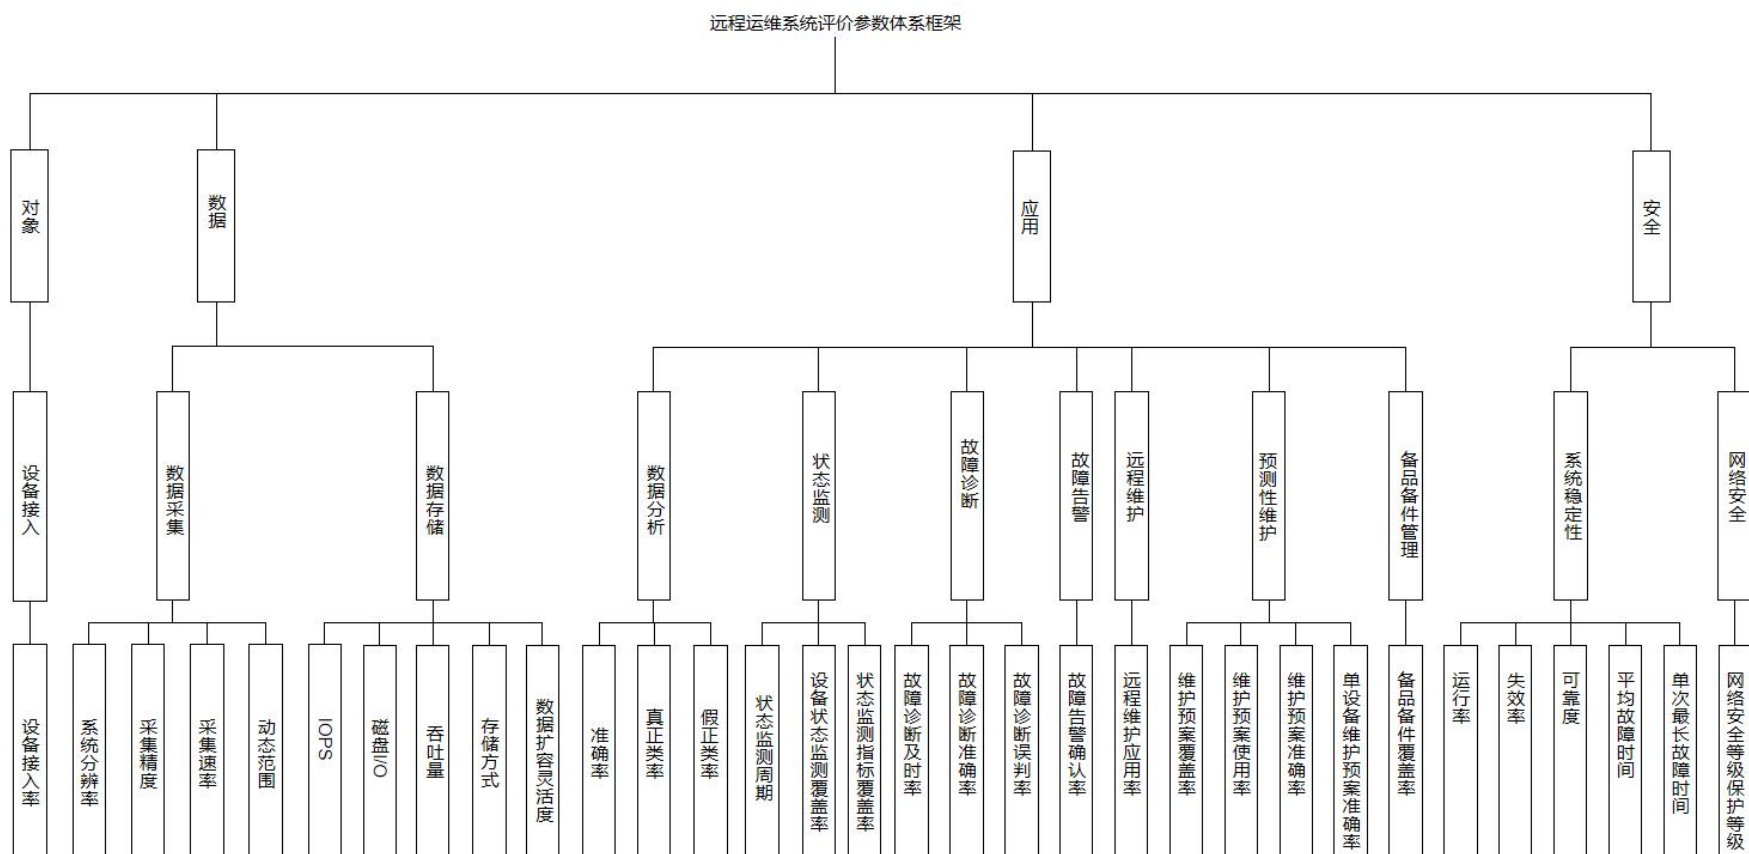 远程运维系统评价参数体系框架
对象
数据
应用
安全
设备接入
数据采集
数据存储
数据分析
状态监测
故障诊断
故障告警
远程维护
预测性维护
备品备件管理
系统稳定性
网络安全
设备接入率
系统分辨率
采集精度
采集速率
动态范围
IOPS
磁盘I/O
吞吐量
存储方式
数据扩容灵活度
准确率
真正类率
假正类率
状态监测周期
设备状态监测覆盖率
状态监测指标覆盖率
故障诊断及时率
故障诊断准确率
故障诊断误判率
故障告警确认率
远程维护应用率
维护预案覆盖率
维护预案使用率
维护预案准确率
单设备维护预案准确率
备品备件覆盖率
运行率
失效率
可靠度
平均故障时间
单次最长故障时间
网络安全等级保护等级